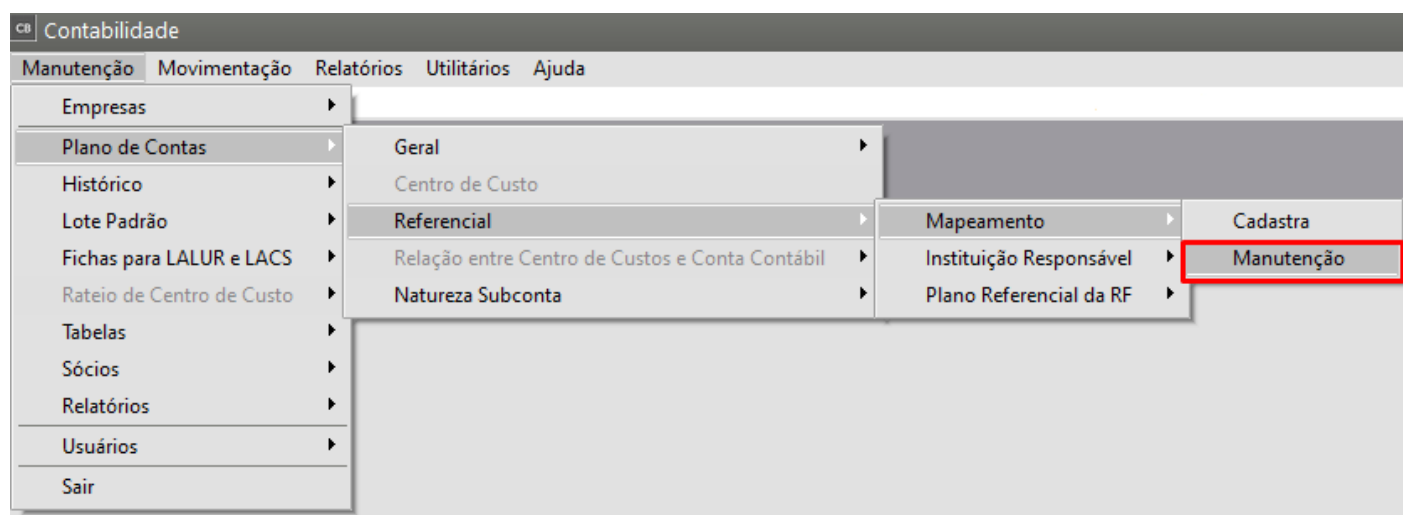 CB Contabilidade
Manutenção Movimentação Relatórios Utilitários Ajuda
Empresas
Plano de Contas
Histórico
Lote Padrão
Fichas para LALUR e LACS
Rateio de Centro de Custo
Tabelas
Sócios
Relatórios
Usuários
Sair
Geral
Centro de Custo
Referencial
Relação entre Centro de Custos e Conta Contábil
Natureza Subconta
Mapeamento
Instituição Responsável
Plano Referencial da RF
Cadastra
Manutenção